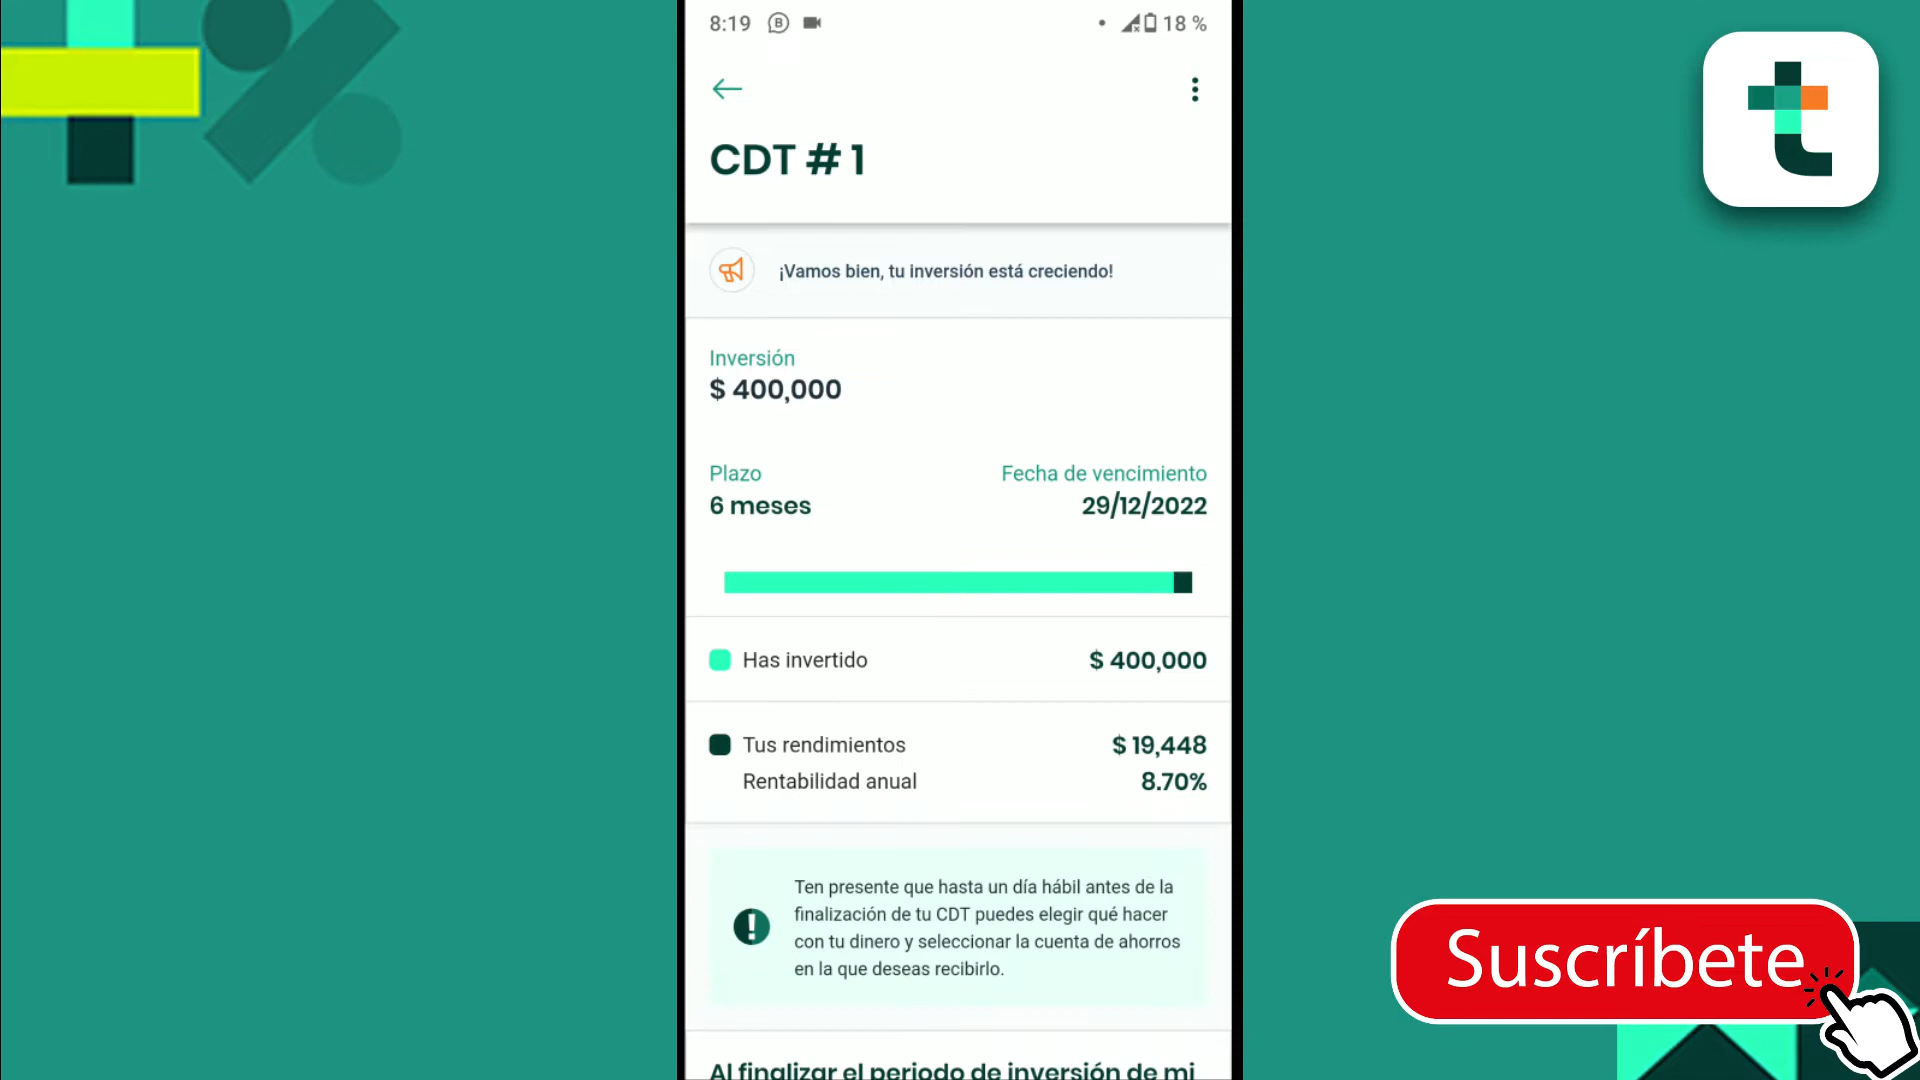 8:19
18 %
CDT # 1
¡Vamos bien, tu inversión está creciendo!
Inversión
$ 400,000
Plazo
Fecha de vencimiento
6 meses
29/12/2022
Has invertido
$ 400,000
Tus rendimientos
$ 19,448
Rentabilidad anual
8.70%
Ten presente que hasta un día hábil antes de la
finalización de tu CDT puedes elegir qué hacer
con tu dinero y seleccionar la cuenta de ahorros
en la que deseas recibirlo.
Al finalizar el periodo de inversión de mi
Suscríbete